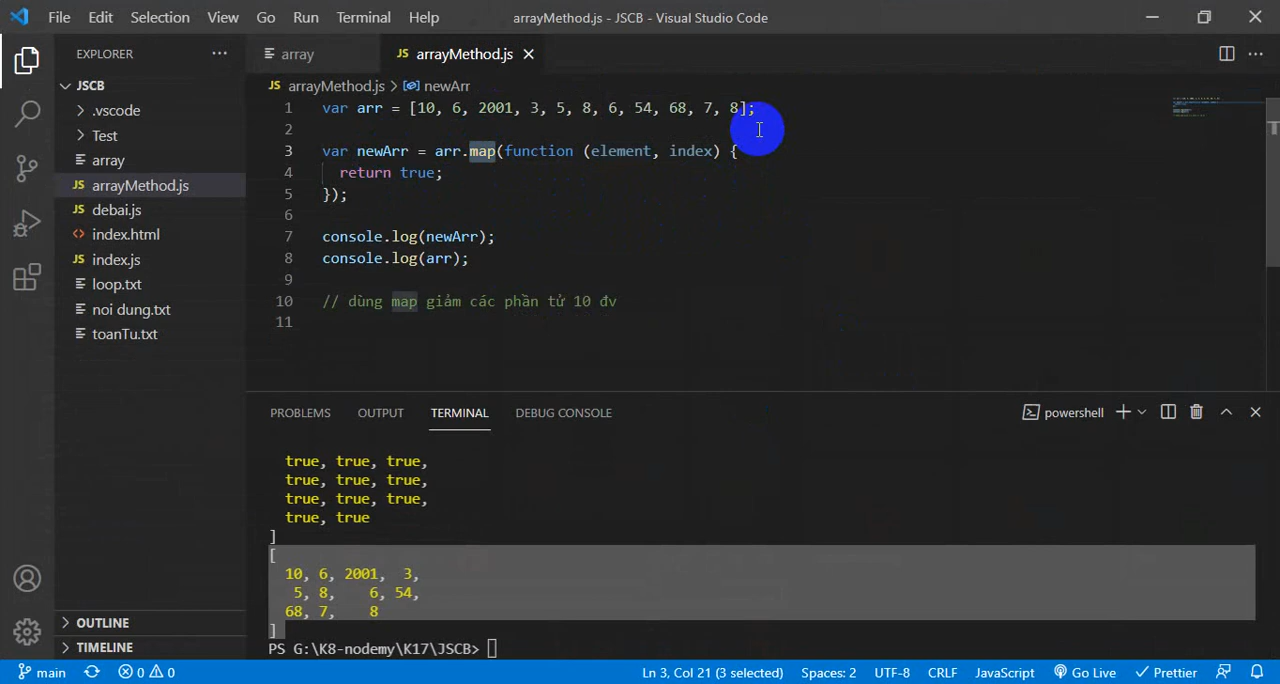 File Edit Selection View Go Run Terminal Help arrayMethod.js - JSCB - Visual Studio Code
EXPLORER
array
JS arrayMethod.js
JSCB
.vscode
Test
array
JS arrayMethod.js
JS debai.js
<> index.html
JS index.js
loop.txt
noi dung.txt
toanTu.txt
OUTLINE
TIMELINE
JS arrayMethod.js > newArr
1 var arr = [10, 6, 2001, 3, 5, 8, 6, 54, 68, 7, 8];
2
3 var newArr = arr.map(function (element, index) {
4 return true;
5 });
6
7 console.log(newArr);
8 console.log(arr);
9
10 // dùng map giảm các phần tử 10 đv
11
PROBLEMS OUTPUT TERMINAL DEBUG CONSOLE powershell
true, true, true,
true, true, true,
true, true, true,
true, true
]
[
10, 6, 2001, 3,
5, 8, 6, 54,
68, 7, 8
]
PS G:\K8-nodemy\K17\JSCB>
main 0 0 Ln 3, Col 21 (3 selected) Spaces: 2 UTF-8 CRLF JavaScript Go Live Prettier